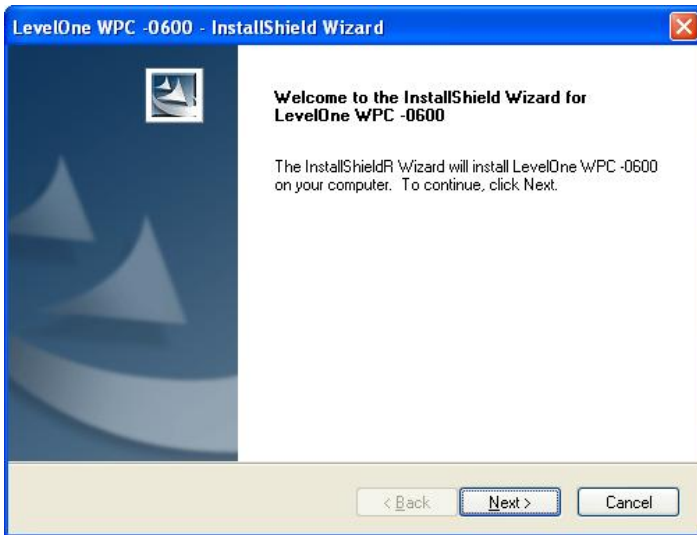 LevelOne WPC -0600 - InstallShield Wizard
Welcome to the InstallShield Wizard for
LevelOne WPC -0600
The InstallShieldR Wizard will install LevelOne WPC -0600
on your computer. To continue, click Next.
< Back
Next >
Cancel